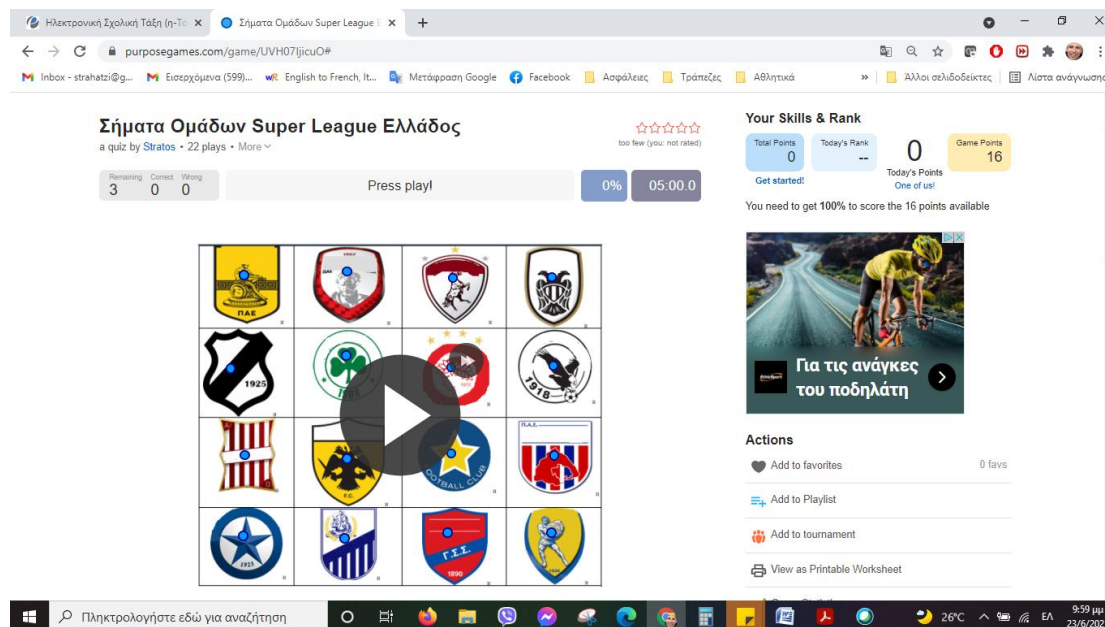 Ηλεκτρονική Σχολική Τάξη (η-Τά
Σήματα Ομάδων Super League Ε
purposegames.com/game/UVH07IjicuO#
Inbox - strahatzi@g...
Εισερχόμενα (599)...
English to French, It...
Μετάφραση Google
Facebook
Ασφάλειες
Τράπεζες
Αθλητικά
»
Άλλοι σελιδοδείκτες
Λίστα ανάγνωσης
Σήματα Ομάδων Super League Ελλάδος
a quiz by Stratos • 22 plays • More
too few (you: not rated)
Remaining Correct Wrong
3 0 0
Press play!
0%
05:00.0
Your Skills & Rank
Total Points
0
Today's Rank
--
0
Today's Points
Game Points
16
Get started!
One of us!
You need to get 100% to score the 16 points available
ΠΑΕ
1925
1908
1918
F.C.
OOTBALL CLUB
Π.Α.Ε.
1925
Γ.Σ.Σ.
1890
Για τις ανάγκες
του ποδηλάτη
Actions
Add to favorites
0 favs
Add to Playlist
Add to tournament
View as Printable Worksheet
Πληκτρολογήστε εδώ για αναζήτηση
26°C
ΕΛ
9:59 μμ
23/6/202